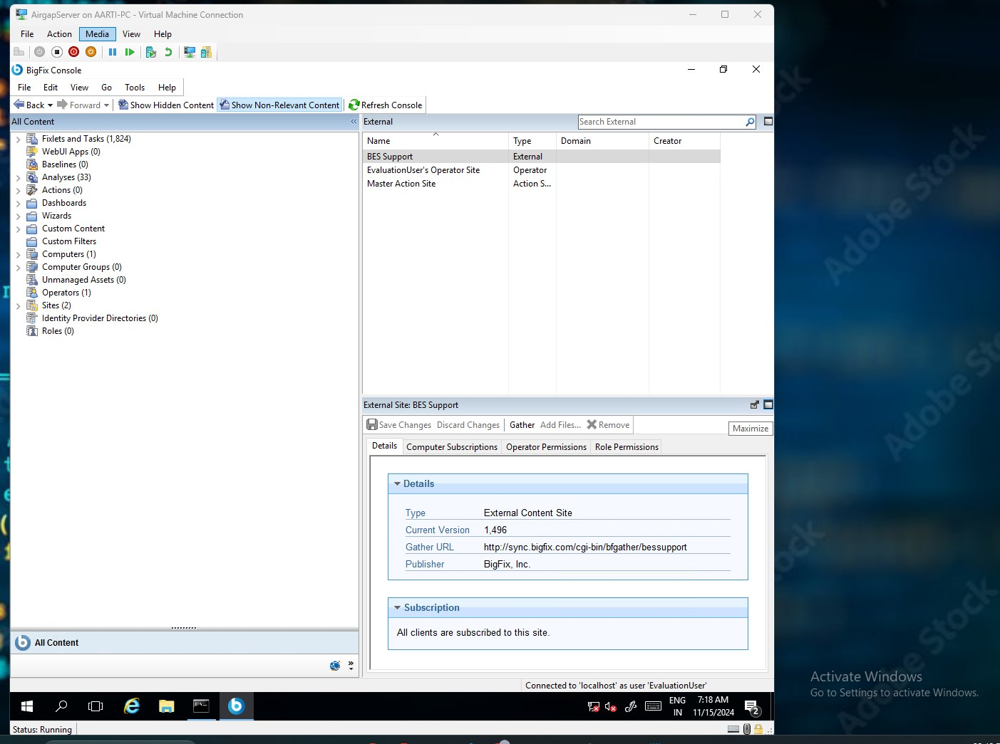 AirgapServer on AARTI-PC - Virtual Machine Connection
File Action Media View Help
BigFix Console
File Edit View Go Tools Help
Back Forward Show Hidden Content Show Non-Relevant Content Refresh Console
All Content
Fixlets and Tasks (1,824)
WebUI Apps (0)
Baselines (0)
Analyses (33)
Actions (0)
Dashboards
Wizards
Custom Content
Custom Filters
Computers (1)
Computer Groups (0)
Unmanaged Assets (0)
Operators (1)
Sites (2)
Identity Provider Directories (0)
Roles (0)
All Content
External Search External
Name Type Domain Creator
BES Support External
EvaluationUser's Operator Site Operator
Master Action Site Action S...
External Site: BES Support
Save Changes Discard Changes Gather Add Files... Remove
Maximize
Details Computer Subscriptions Operator Permissions Role Permissions
Details
Type External Content Site
Current Version 1,496
Gather URL http://sync.bigfix.com/cgi-bin/bfgather/bessupport
Publisher BigFix, Inc.
Subscription
All clients are subscribed to this site.
Connected to 'localhost' as user 'EvaluationUser'
ENG
IN
7:18 AM
11/15/2024
2
Status: Running
Activate Windows
Go to Settings to activate Windows.
Adobe Stock
Adobe Stock
Adobe Stock